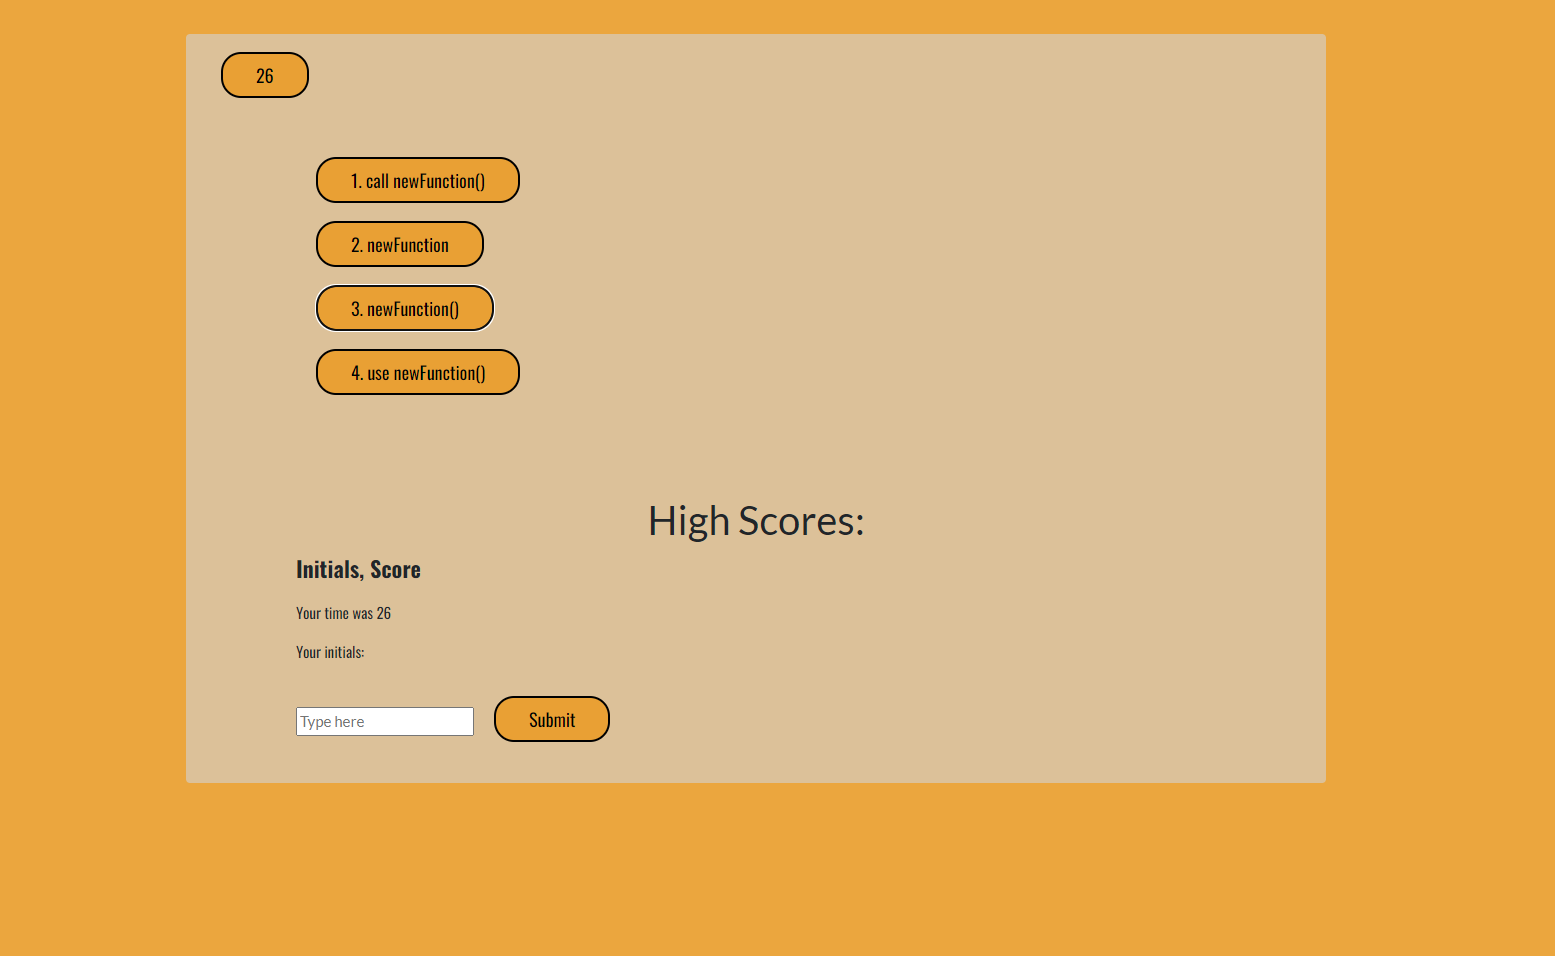 26
1. call newFunction()
2. newFunction
3. newFunction()
4. use newFunction()
High Scores:
Initials, Score
Your time was 26
Your initials:
Type here
Submit